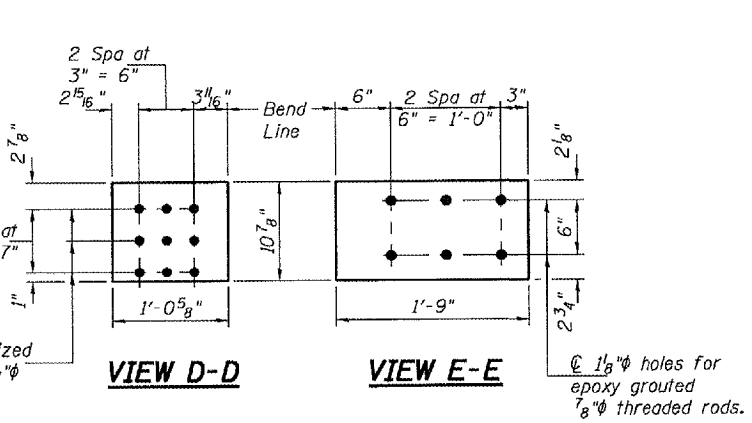 2 Spa at
3" = 6"
2 15/16"
3 11/16"
Bend
Line
6"
2 Spa at
6" = 1'-0"
3"
2 7/8"
2 1/8"
at
7"
10 7/8"
6"
1"
1'-0 5/8"
1'-9"
2 3/4"
ized
"ϕ
VIEW D-D
VIEW E-E
℄ 1 1/8"ϕ holes for
epoxy grouted
7/8"ϕ threaded rods.